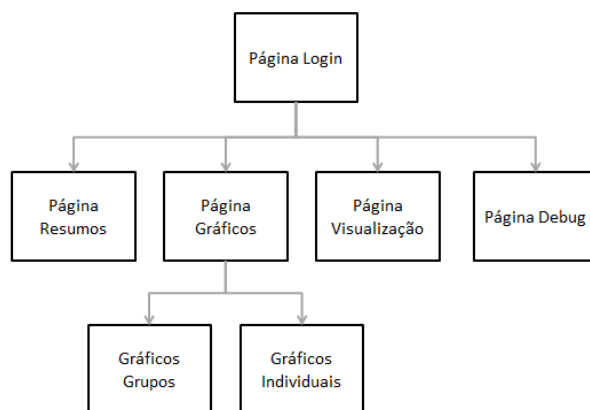 Página Login
Página
Resumos
Página
Gráficos
Página
Visualização
Página Debug
Gráficos
Grupos
Gráficos
Individuais